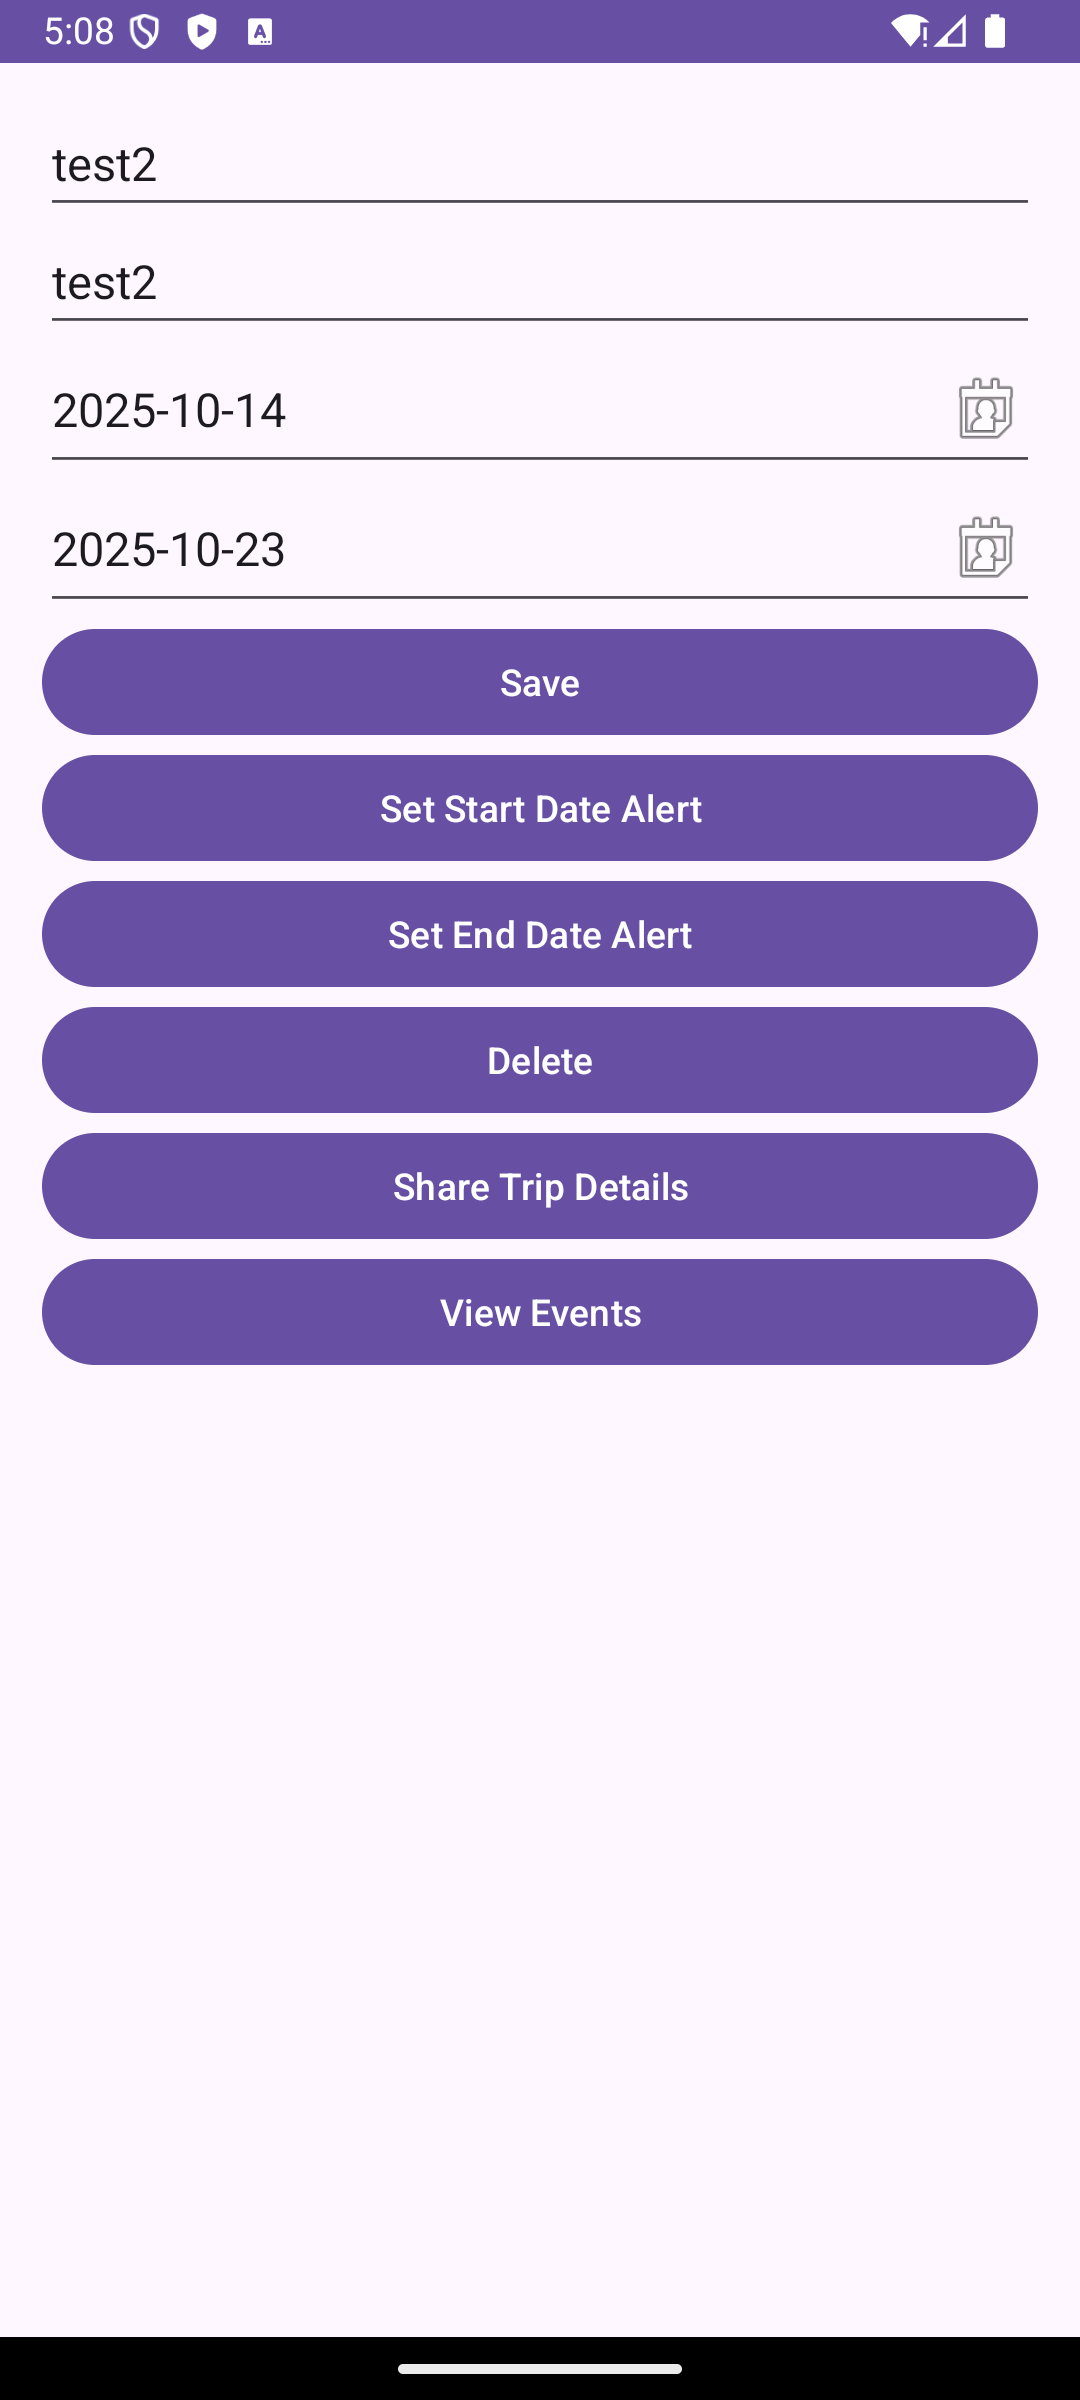 5:08
test2
test2
2025-10-14
2025-10-23
Save
Set Start Date Alert
Set End Date Alert
Delete
Share Trip Details
View Events